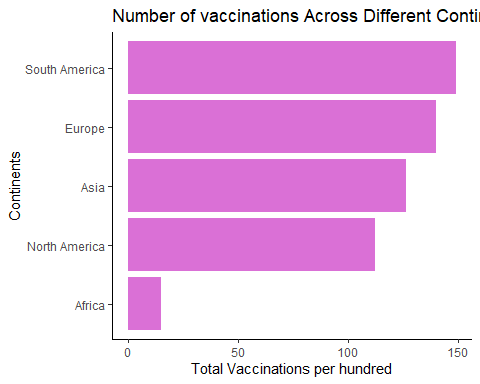 Number of vaccinations Across Different Conti
South America
Europe
Asia
North America
Africa
Continents
0 50 100 150
Total Vaccinations per hundred